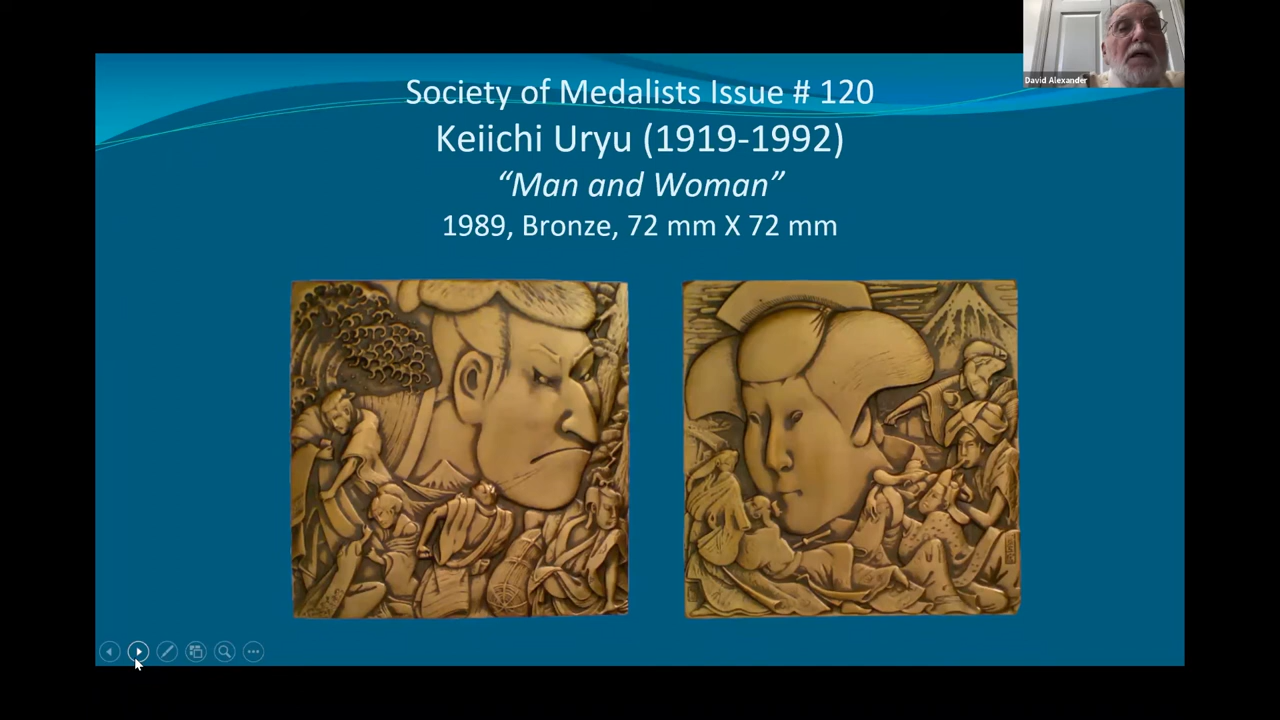 David Alexander
Society of Medalists Issue # 120
Keiichi Uryu (1919-1992)
“Man and Woman”
1989, Bronze, 72 mm X 72 mm